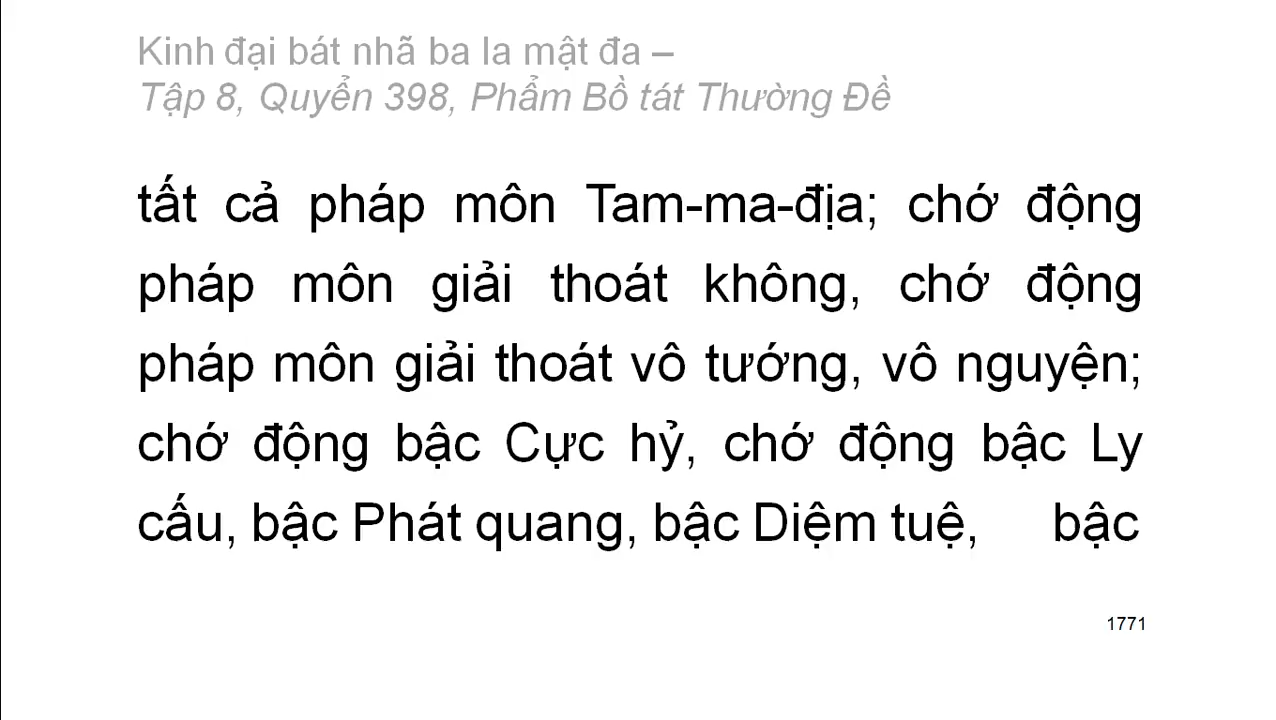 Kinh đại bát nhã ba la mật đa –
Tập 8, Quyển 398, Phẩm Bồ tát Thường Đề
tất cả pháp môn Tam-ma-địa; chớ động
pháp môn giải thoát không, chớ động
pháp môn giải thoát vô tướng, vô nguyện;
chớ động bậc Cực hỷ, chớ động bậc Ly
cấu, bậc Phát quang, bậc Diệm tuệ, bậc
1771